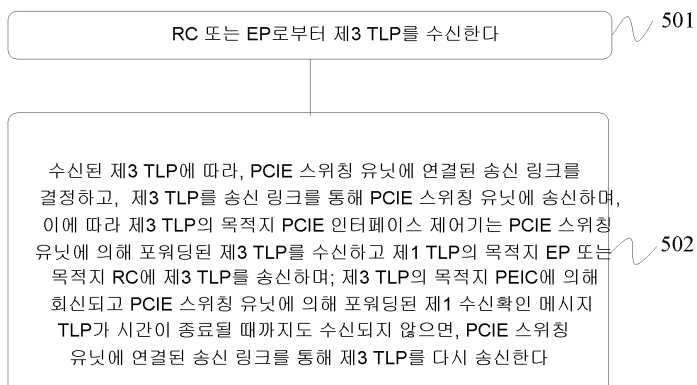 RC 또는 EP로부터 제3 TLP를 수신한다
501
수신된 제3 TLP에 따라, PCIE 스위칭 유닛에 연결된 송신 링크를
결정하고, 제3 TLP를 송신 링크를 통해 PCIE 스위칭 유닛에 송신하며,
이에 따라 제3 TLP의 목적지 PCIE 인터페이스 제어기는 PCIE 스위칭
유닛에 의해 포워딩된 제3 TLP를 수신하고 제1 TLP의 목적지 EP 또는
목적지 RC에 제3 TLP를 송신하며; 제3 TLP의 목적지 PEIC에 의해
회신되고 PCIE 스위칭 유닛에 의해 포워딩된 제1 수신확인 메시지
TLP가 시간이 종료될 때까지도 수신되지 않으면, PCIE 스위칭
유닛에 연결된 송신 링크를 통해 제3 TLP를 다시 송신한다
502